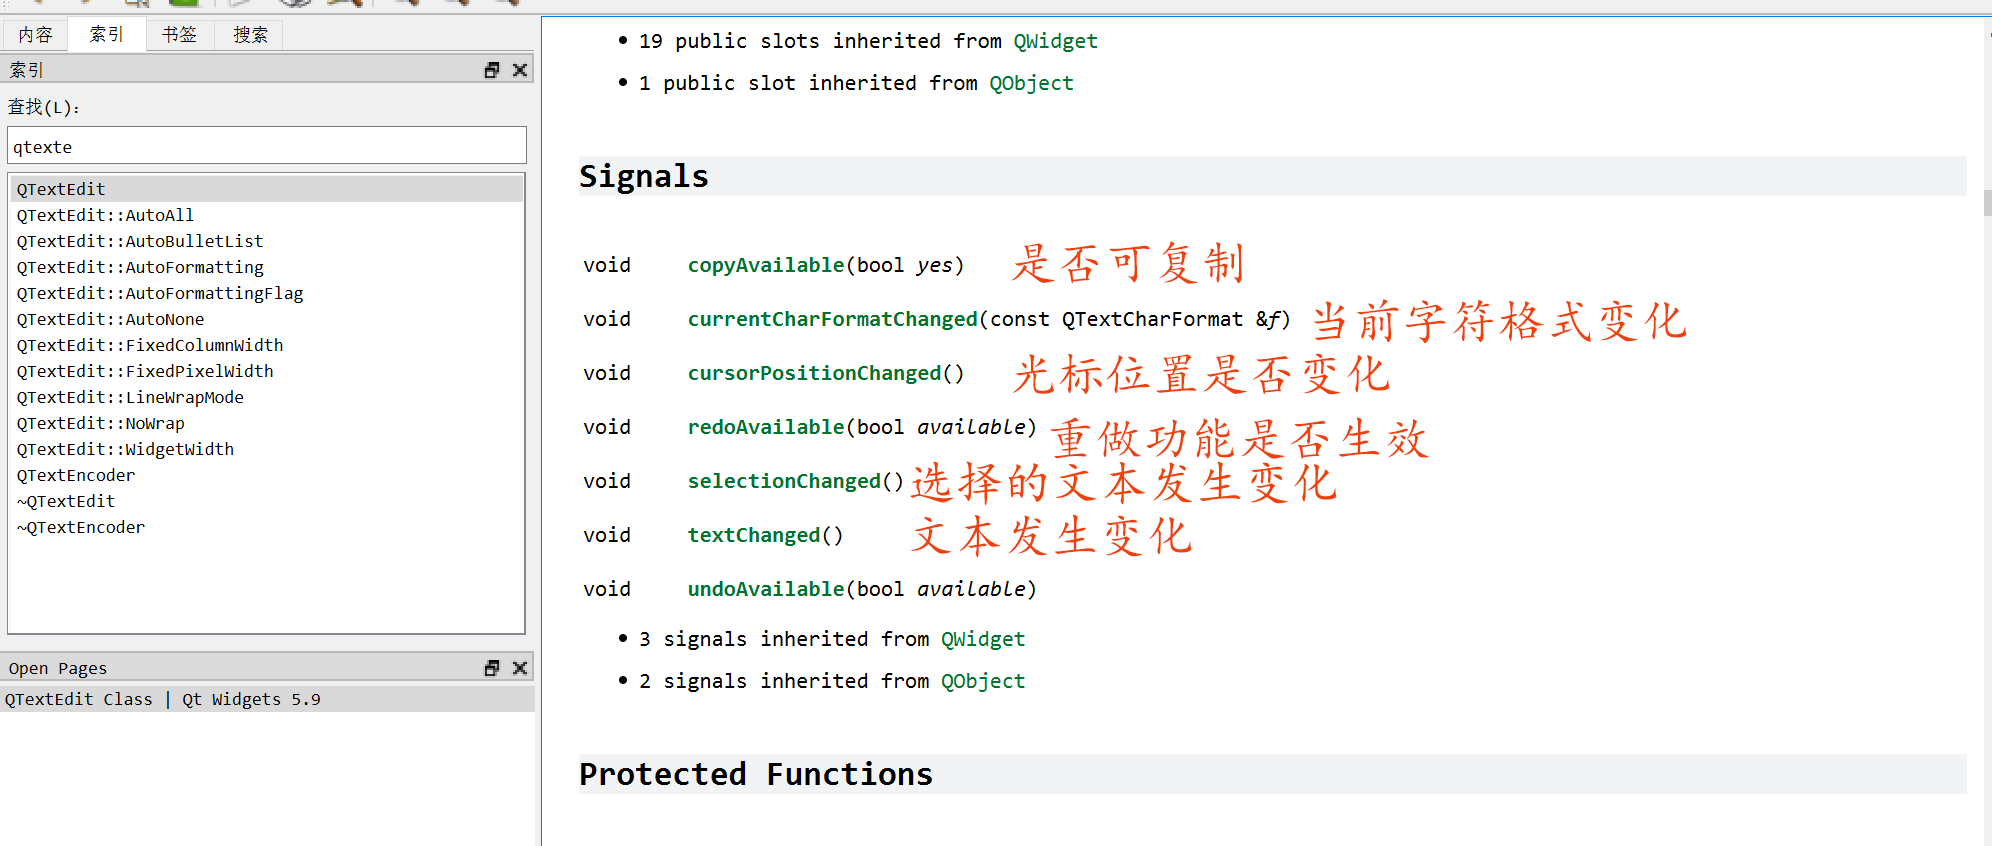 内容 索引 书签 搜索
索引
查找(L):
qtexte
QTextEdit
QTextEdit::AutoAll
QTextEdit::AutoBulletList
QTextEdit::AutoFormatting
QTextEdit::AutoFormattingFlag
QTextEdit::AutoNone
QTextEdit::FixedColumnWidth
QTextEdit::FixedPixelWidth
QTextEdit::LineWrapMode
QTextEdit::NoWrap
QTextEdit::WidgetWidth
QTextEncoder
~QTextEdit
~QTextEncoder
Open Pages
QTextEdit Class | Qt Widgets 5.9
• 19 public slots inherited from QWidget
• 1 public slot inherited from QObject
Signals
void copyAvailable(bool yes) 是否可复制
void currentCharFormatChanged(const QTextCharFormat &f) 当前字符格式变化
void cursorPositionChanged() 光标位置是否变化
void redoAvailable(bool available) 重做功能是否生效
void selectionChanged() 选择的文本发生变化
void textChanged() 文本发生变化
void undoAvailable(bool available)
• 3 signals inherited from QWidget
• 2 signals inherited from QObject
Protected Functions